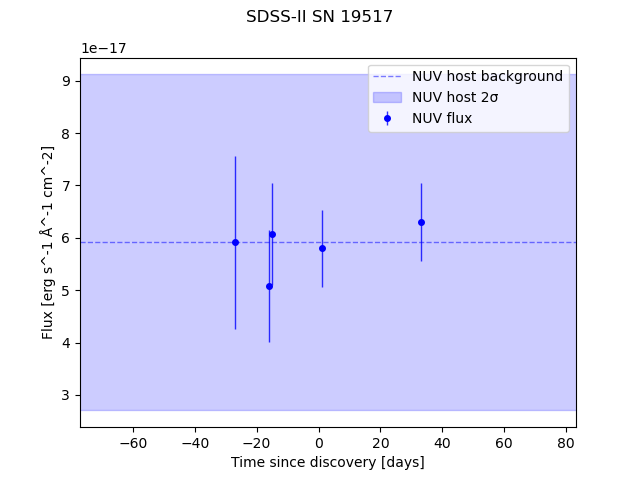 SDSS-II SN 19517
1e−17
NUV host background
NUV host 2σ
NUV flux
9
8
7
6
5
4
3
Flux [erg s^-1 Å^-1 cm^-2]
−60 −40 −20 0 20 40 60 80
Time since discovery [days]